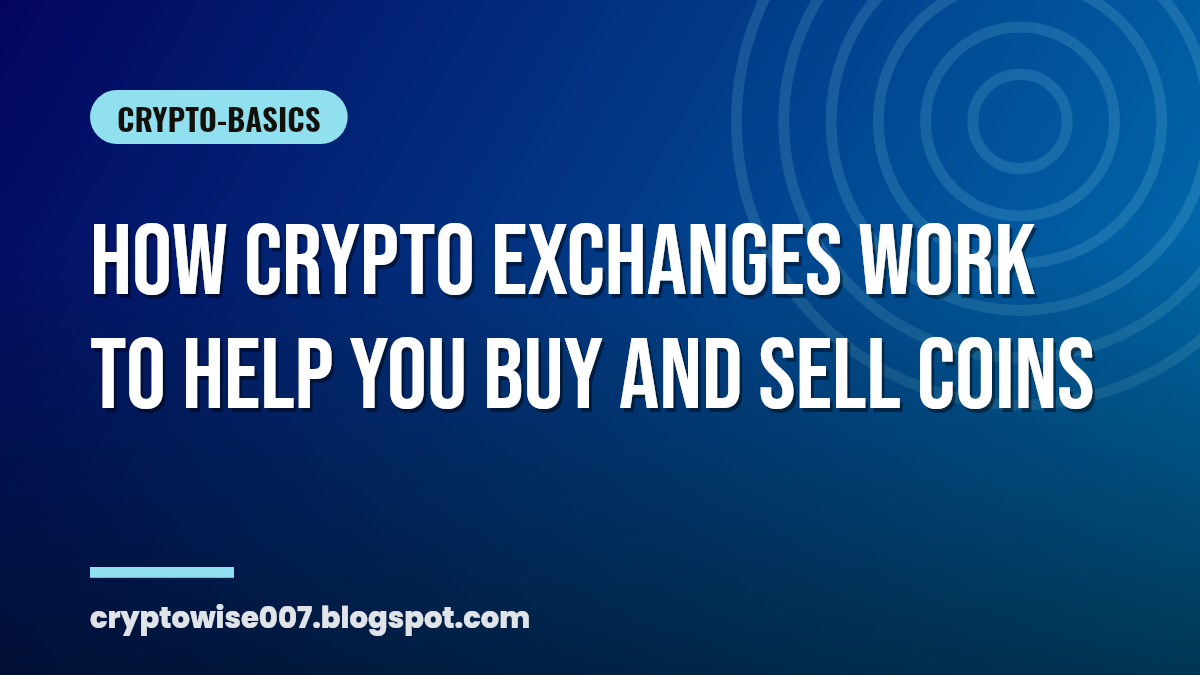 CRYPTO-BASICS
HOW CRYPTO EXCHANGES WORK
TO HELP YOU BUY AND SELL COINS
cryptowise007.blogspot.com